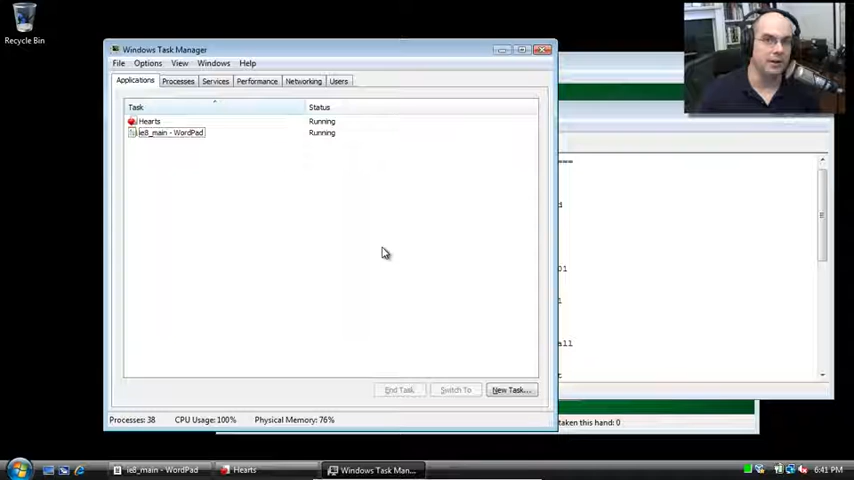 Recycle Bin
Windows Task Manager
File Options View Windows Help
Applications Processes Services Performance Networking Users
Task Status
Hearts Running
ie8_main - WordPad Running
===
d
01
all
End Task Switch To New Task...
Processes: 38 CPU Usage: 100% Physical Memory: 76%
taken this hand: 0
ie8_main - WordPad Hearts Windows Task Man... 6:41 PM